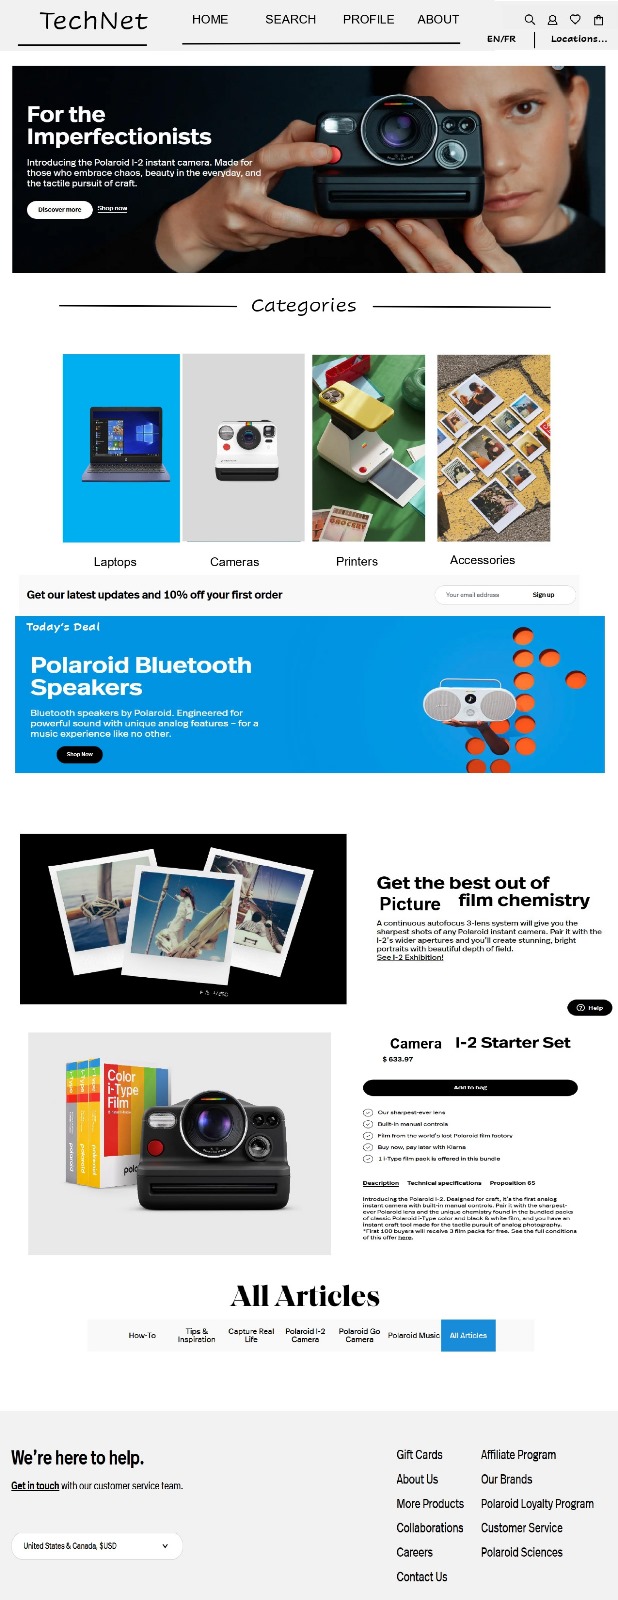 TechNet
HOME SEARCH PROFILE ABOUT
EN/FR Locations...
For the
Imperfectionists
Introducing the Polaroid I-2 instant camera. Made for
those who embrace chaos, beauty in the everyday, and
the tactile pursuit of craft.
Discover more Shop now
Categories
GROCERY
Laptops Cameras Printers Accessories
Get our latest updates and 10% off your first order
Your email address Sign up
Today's Deal
Polaroid Bluetooth
Speakers
Bluetooth speakers by Polaroid. Engineered for
powerful sound with unique analog features – for a
music experience like no other.
Shop Now
Get the best out of
Picture film chemistry
A continuous autofocus 3-lens system will give you the
sharpest shots of any Polaroid instant camera. Pair it with the
I-2's wider apertures and you'll create stunning, bright
portraits with beautiful depth of field.
See I-2 Exhibition!
Help
Color
i-Type
Film
polaroid polaroid polaroid
Camera I-2 Starter Set
$ 633.97
Add to bag
Our sharpest-ever lens
Built-in manual controls
Film from the world's last Polaroid film factory
Buy now, pay later with Klarna
1 i-Type film pack is offered in this bundle
Description Technical specifications Proposition 65
Introducing the Polaroid I-2. Designed for craft, it's the first analog
instant camera with built-in manual controls. Pair it with the sharpest-
ever Polaroid lens and the unique chemistry found in the bundled packs
of classic Polaroid i-Type color and black & white film, and you have an
instant craft tool made for the tactile pursuit of analog photography.
*First 100 buyers will receive 3 film packs for free. See the full conditions
of this offer here.
All Articles
How-To
Tips &
Inspiration
Capture Real
Life
Polaroid I-2
Camera
Polaroid Go
Camera
Polaroid Music
All Articles
We're here to help.
Get in touch with our customer service team.
United States & Canada, $USD
Gift Cards
About Us
More Products
Collaborations
Careers
Contact Us
Affiliate Program
Our Brands
Polaroid Loyalty Program
Customer Service
Polaroid Sciences